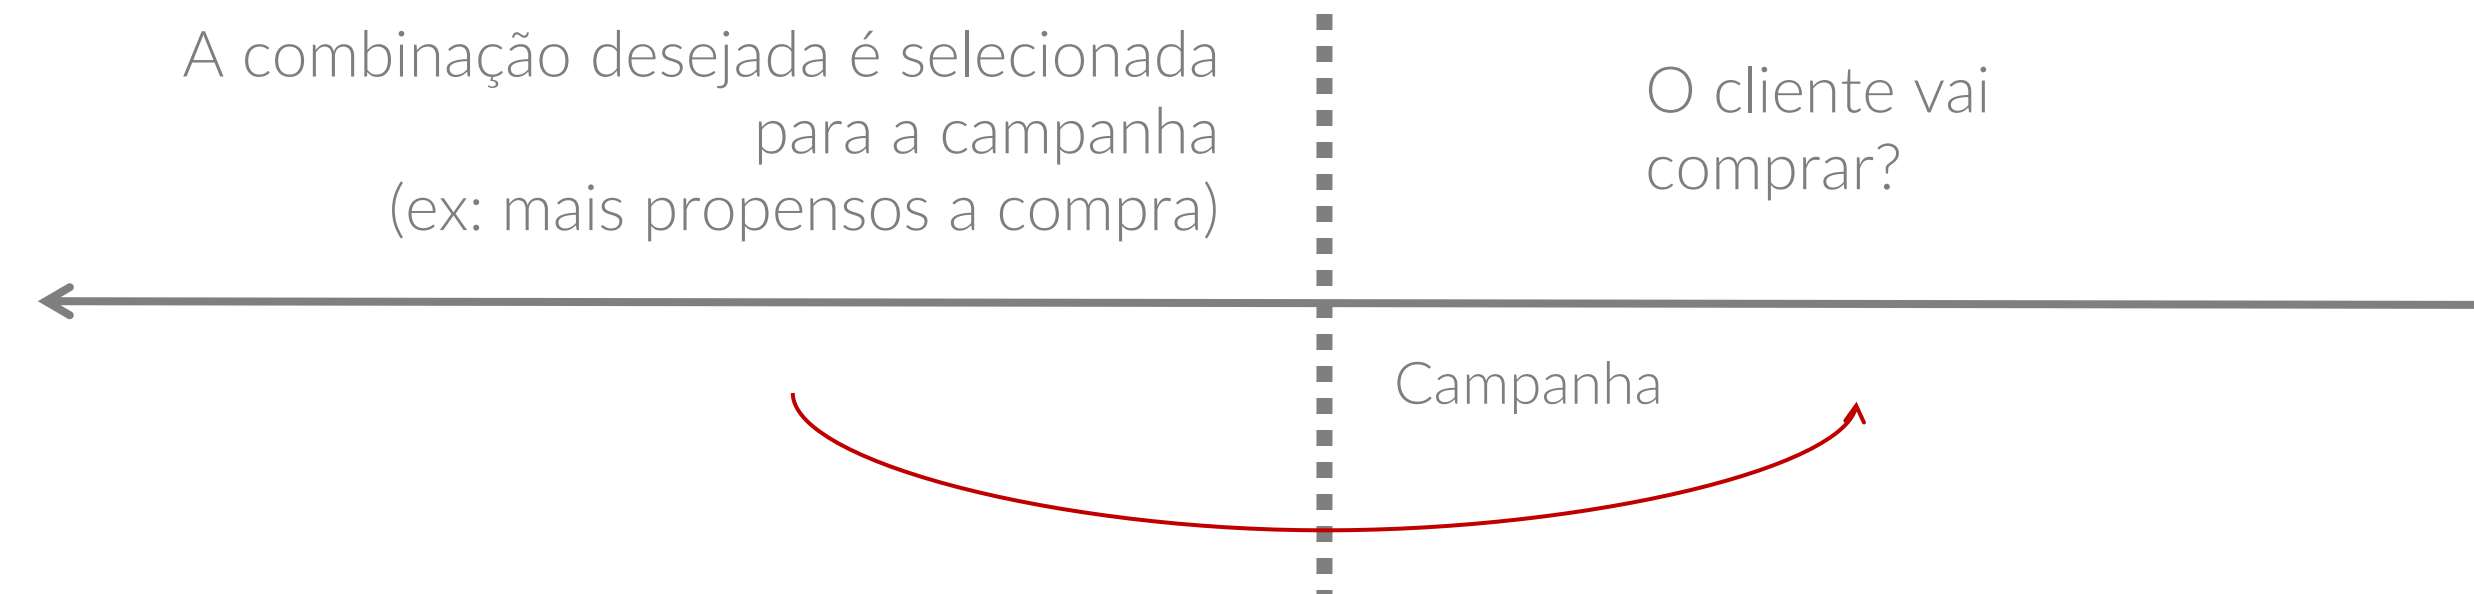 A combinação desejada é selecionada
para a campanha
(ex: mais propensos a compra)
O cliente vai
comprar?
Campanha